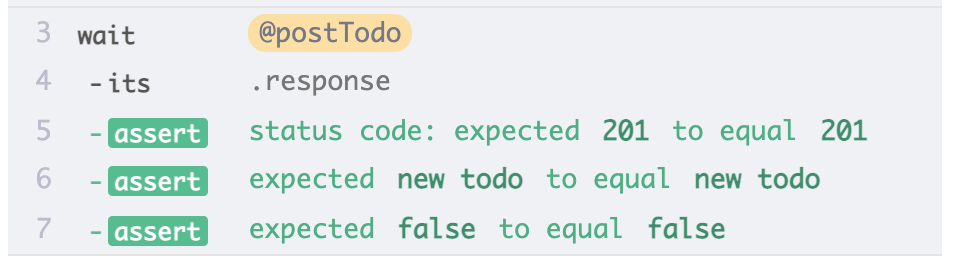 3 wait @postTodo
4 -its .response
5 -assert status code: expected 201 to equal 201
6 -assert expected new todo to equal new todo
7 -assert expected false to equal false